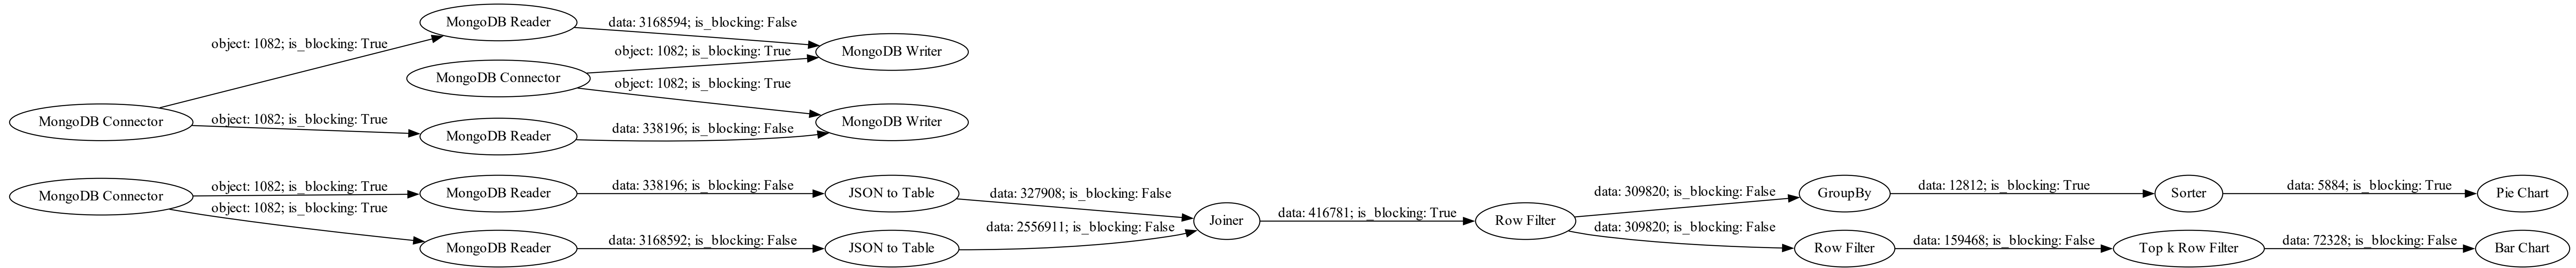 MongoDB Reader
data: 3168594; is_blocking: False
object: 1082; is_blocking: True
object: 1082; is_blocking: True
MongoDB Writer
MongoDB Connector
object: 1082; is_blocking: True
MongoDB Connector
object: 1082; is_blocking: True
MongoDB Reader
data: 338196; is_blocking: False
MongoDB Writer
MongoDB Connector
object: 1082; is_blocking: True
MongoDB Reader
data: 338196; is_blocking: False
JSON to Table
data: 327908; is_blocking: False
object: 1082; is_blocking: True
MongoDB Reader
data: 3168592; is_blocking: False
JSON to Table
data: 2556911; is_blocking: False
Joiner
data: 416781; is_blocking: True
Row Filter
data: 309820; is_blocking: False
GroupBy
data: 12812; is_blocking: True
Sorter
data: 5884; is_blocking: True
Pie Chart
data: 309820; is_blocking: False
Row Filter
data: 159468; is_blocking: False
Top k Row Filter
data: 72328; is_blocking: False
Bar Chart